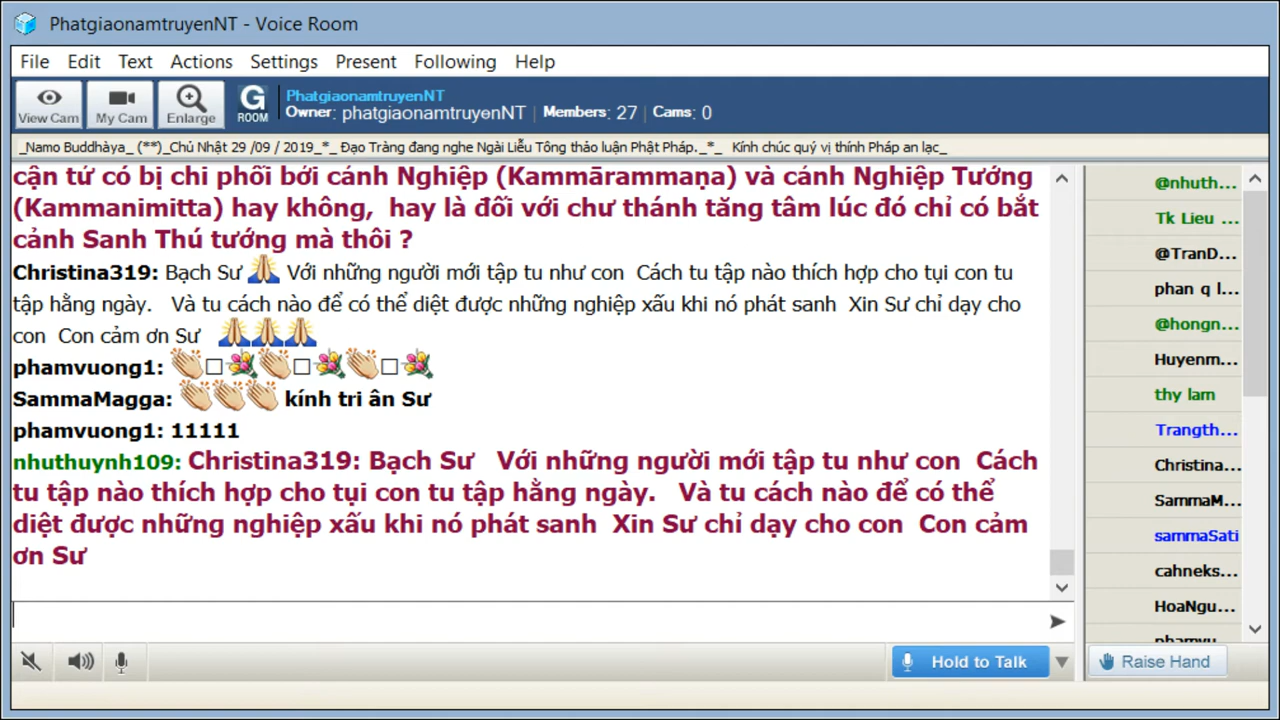 PhatgiaonamtruyenNT - Voice Room
File Edit Text Actions Settings Present Following Help
View Cam My Cam Enlarge G ROOM PhatgiaonamtruyenNT
Owner: phatgiaonamtruyenNT | Members: 27 | Cams: 0
_Namo Buddhàya_ (**)_Chủ Nhật 29 /09 / 2019_*_ Đạo Tràng đang nghe Ngài Liễu Tông thảo luận Phật Pháp._*_ Kính chúc quý vị thính Pháp an lạc_
cận tử có bị chi phối bới cánh Nghiệp (Kammārammaṇa) và cánh Nghiệp Tướng
(Kammanimitta) hay không, hay là đối với chư thánh tăng tâm lúc đó chỉ có bắt
cảnh Sanh Thú tướng mà thôi ?
Christina319: Bạch Sư 🙏 Với những người mới tập tu như con Cách tu tập nào thích hợp cho tụi con tu
tập hằng ngày. Và tu cách nào để có thể diệt được những nghiệp xấu khi nó phát sanh Xin Sư chỉ dạy cho
con Con cảm ơn Sư 🙏🙏🙏
phamvuong1: 👏□💐👏□💐👏□💐
SammaMagga: 👏👏👏 kính tri ân Sư
phamvuong1: 11111
nhuthuynh109: Christina319: Bạch Sư Với những người mới tập tu như con Cách
tu tập nào thích hợp cho tụi con tu tập hằng ngày. Và tu cách nào để có thể
diệt được những nghiệp xấu khi nó phát sanh Xin Sư chỉ dạy cho con Con cảm
ơn Sư
@nhuth...
Tk Lieu ...
@TranD...
phan q l...
@hongn...
Huyenm...
thy lam
Trangth...
Christina...
SammaM...
sammaSati
cahneks...
HoaNgu...
Hold to Talk
Raise Hand